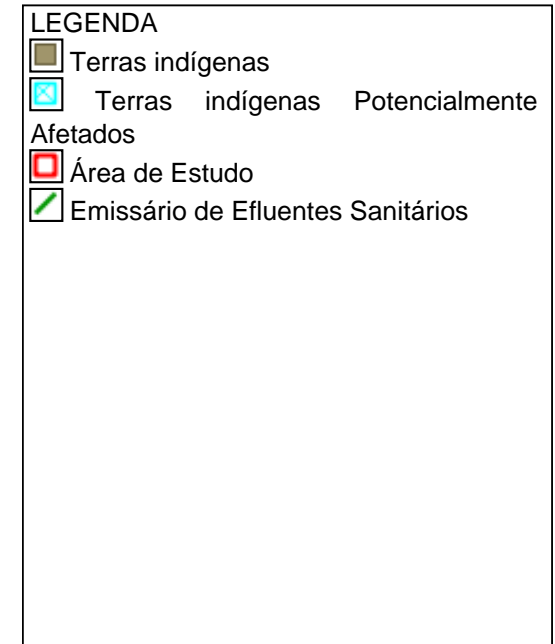 LEGENDA
Terras indígenas
Terras indígenas Potencialmente
Afetados
Área de Estudo
Emissário de Efluentes Sanitários